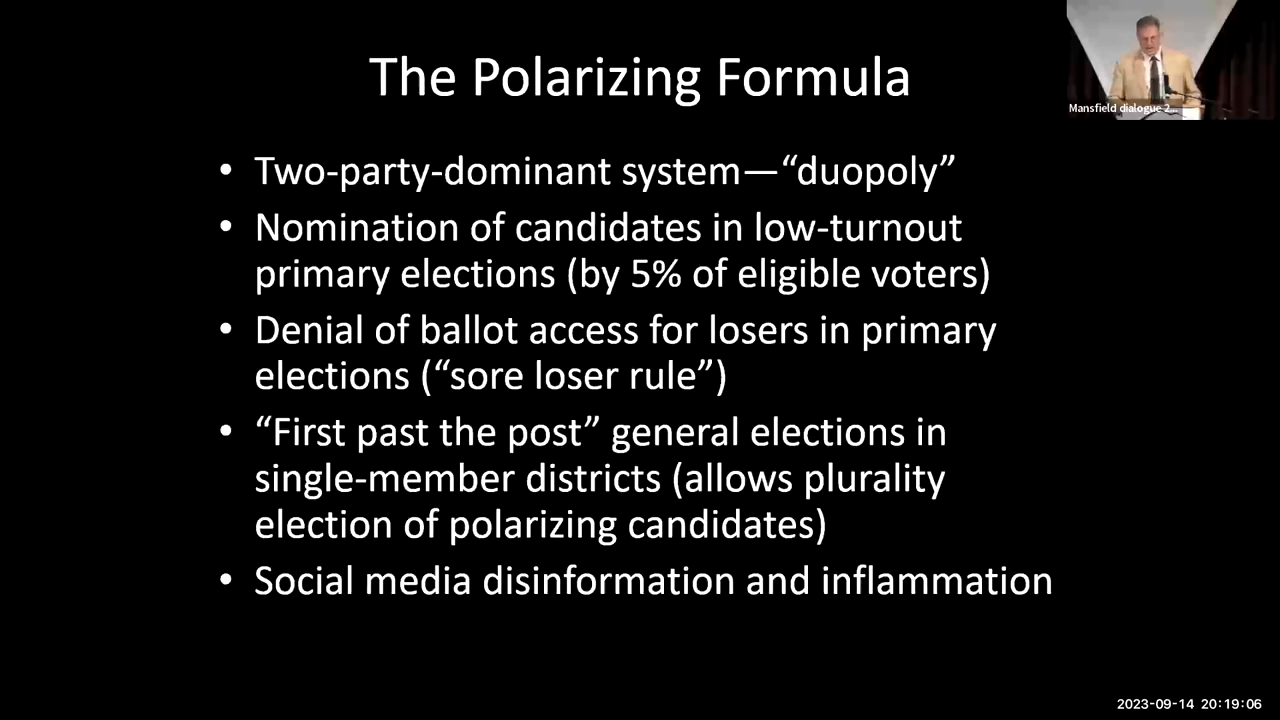 The Polarizing Formula
Mansfield dialogue 2...
• Two-party-dominant system—“duopoly”
• Nomination of candidates in low-turnout
primary elections (by 5% of eligible voters)
• Denial of ballot access for losers in primary
elections (“sore loser rule”)
• “First past the post” general elections in
single-member districts (allows plurality
election of polarizing candidates)
• Social media disinformation and inflammation
2023-09-14 20:19:06